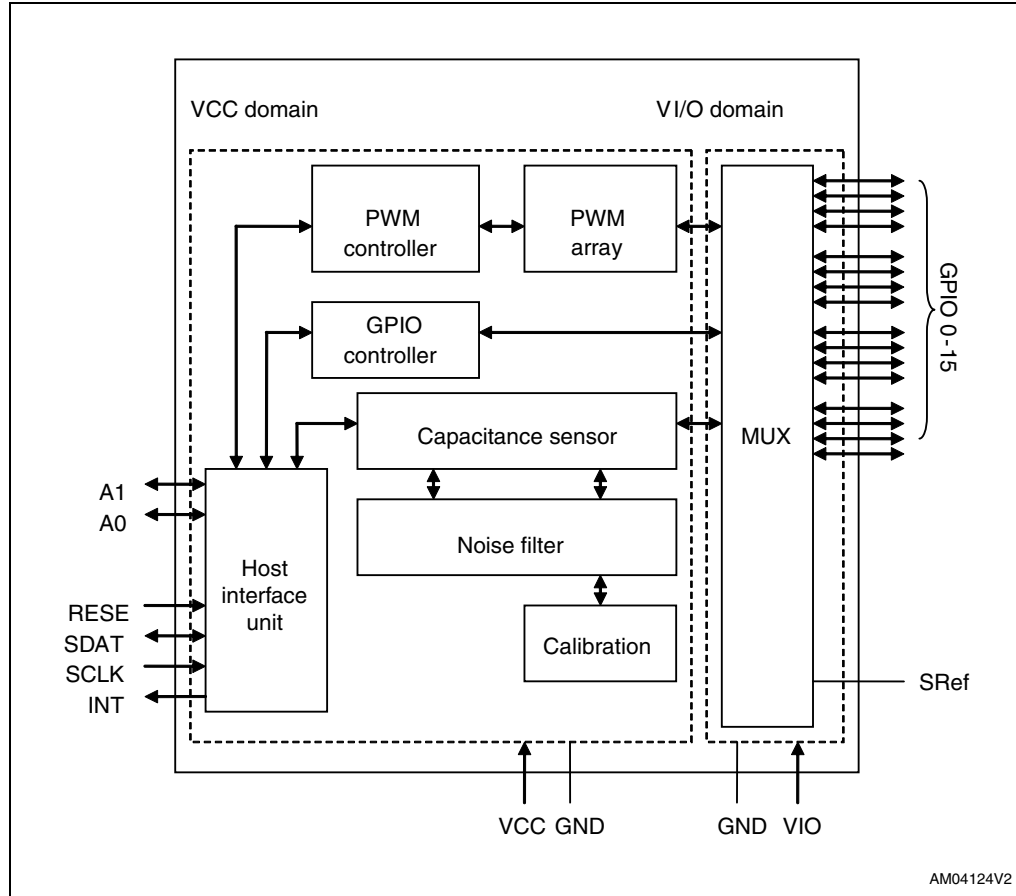 VCC domain
VI/O domain
PWM
controller
PWM
array
GPIO
controller
Capacitance sensor
MUX
GPIO 0-15
A1
A0
Noise filter
Host
interface
unit
RESE
SDAT
SCLK
INT
Calibration
SRef
VCC
GND
GND
VIO
AM04124V2